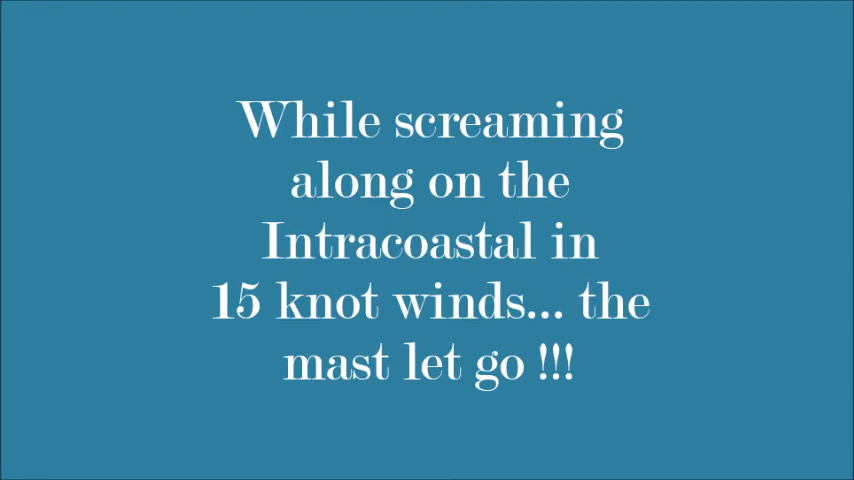 While screaming
along on the
Intracoastal in
15 knot winds... the
mast let go !!!